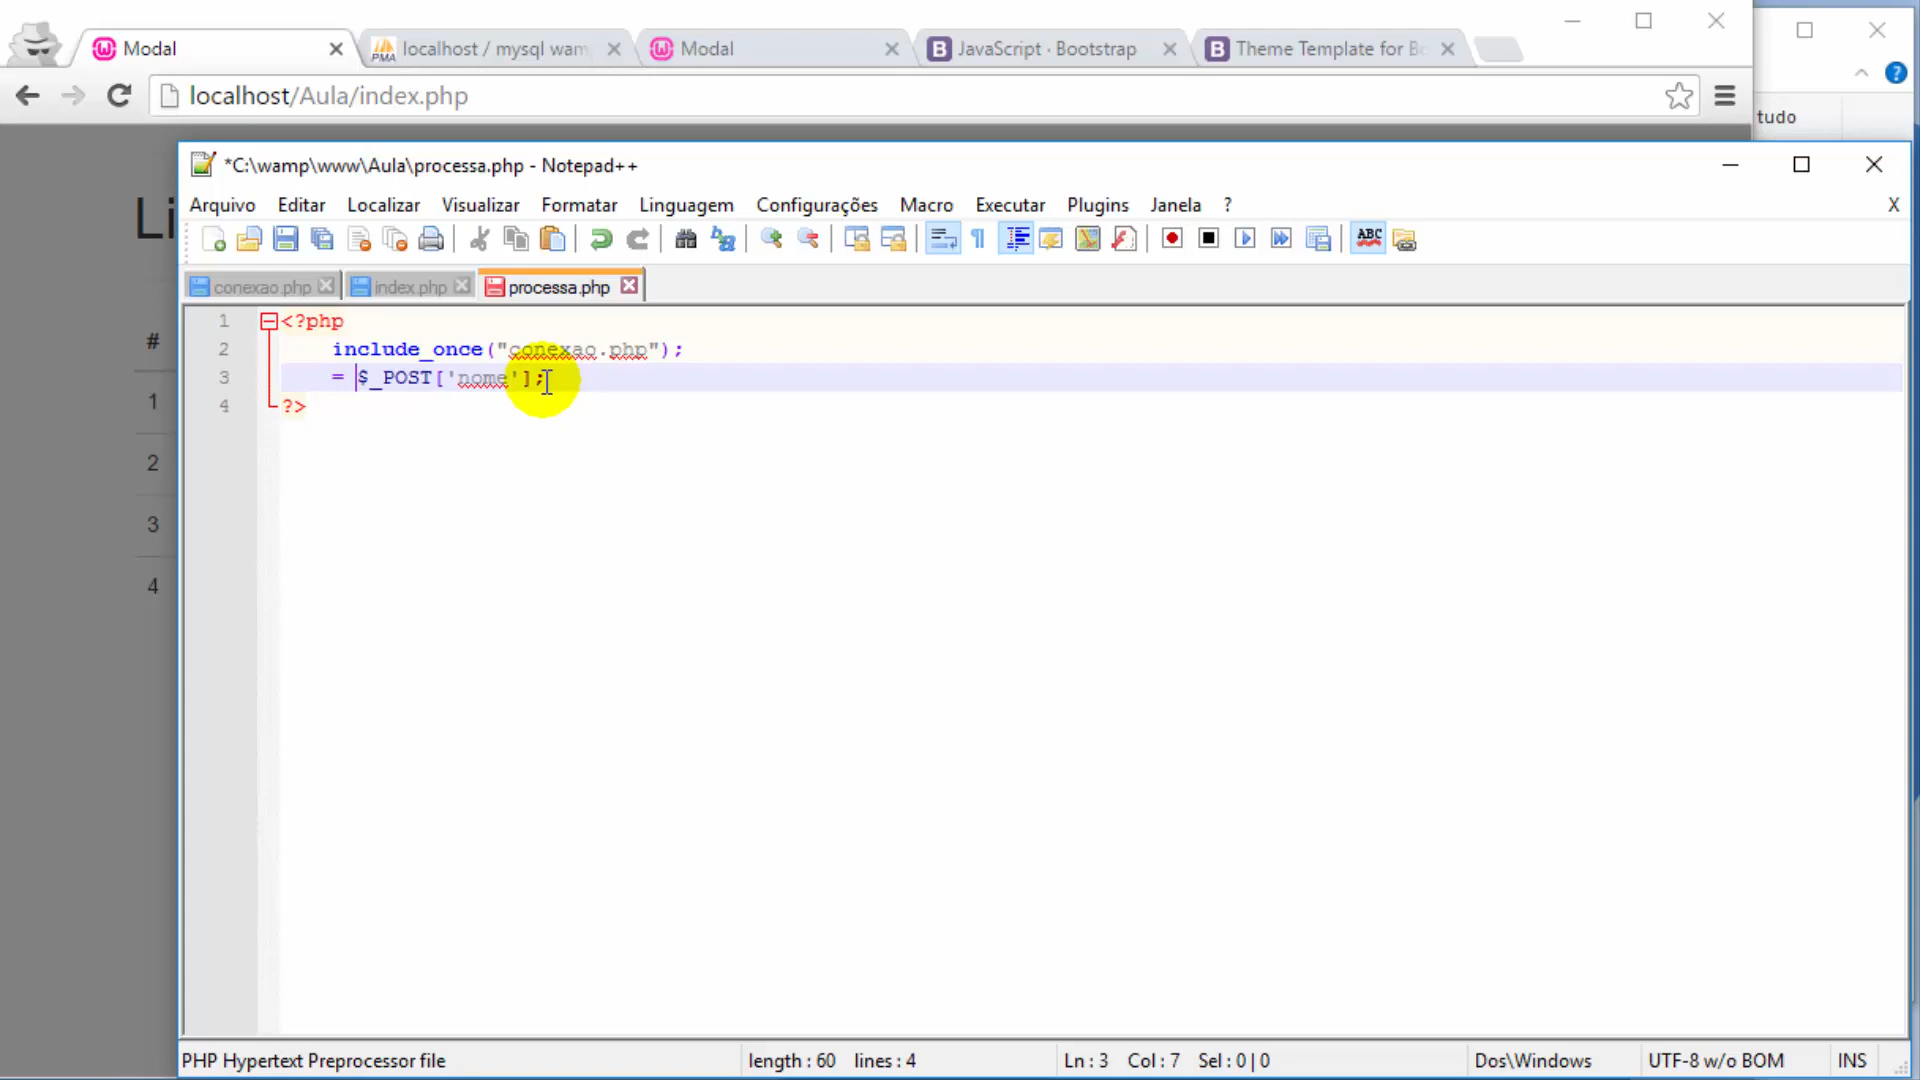 Modal
localhost / mysql wam
Modal
JavaScript · Bootstrap
Theme Template for Bo
localhost/Aula/index.php
tudo
*C:\wamp\www\Aula\processa.php - Notepad++
Arquivo Editar Localizar Visualizar Formatar Linguagem Configurações Macro Executar Plugins Janela ? X
Li
conexao.php index.php processa.php
#
1
2
3
4
1 <?php
2 include_once("conexao.php");
3 = $_POST['nome'];
4 ?>
PHP Hypertext Preprocessor file length : 60 lines : 4 Ln : 3 Col : 7 Sel : 0 | 0 Dos\Windows UTF-8 w/o BOM INS